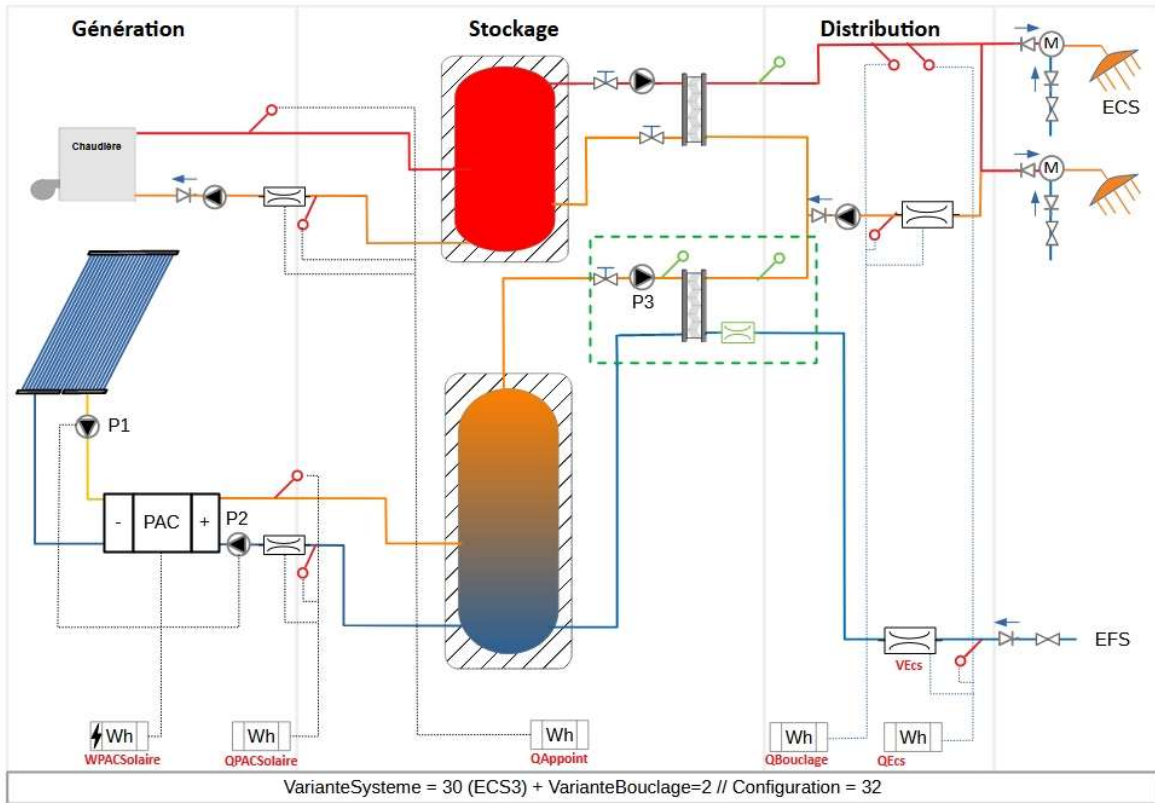 Génération
Stockage
Distribution
Chaudière
M
ECS
M
P3
P1
-
PAC
+
P2
VEcs
EFS
Wh
WPACSolaire
Wh
QPACSolaire
Wh
QAppoint
Wh
QBouclage
Wh
QEcs
VarianteSysteme = 30 (ECS3) + VarianteBouclage=2 // Configuration = 32